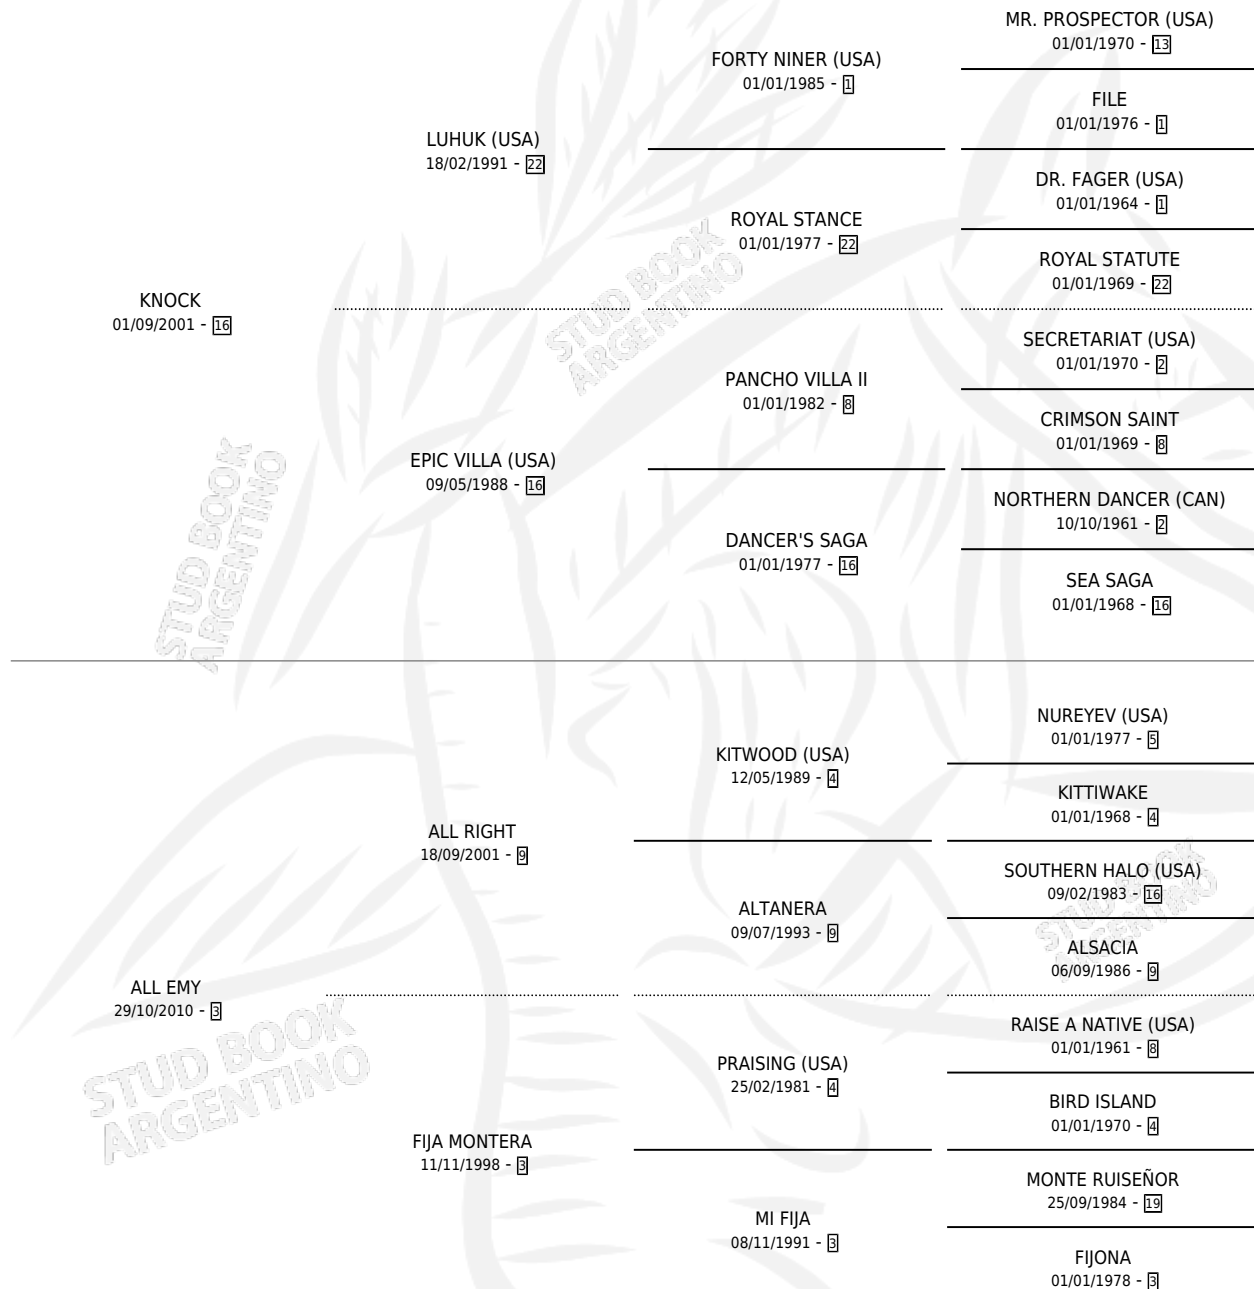 MR. PROSPECTOR (USA)
01/01/1970 - 13
FORTY NINER (USA)
01/01/1985 - 1
FILE
01/01/1976 - 1
LUHUK (USA)
18/02/1991 - 22
DR. FAGER (USA)
01/01/1964 - 1
ROYAL STANCE
01/01/1977 - 22
ROYAL STATUTE
01/01/1969 - 22
KNOCK
01/09/2001 - 16
SECRETARIAT (USA)
01/01/1970 - 2
PANCHO VILLA II
01/01/1982 - 8
CRIMSON SAINT
01/01/1969 - 8
EPIC VILLA (USA)
09/05/1988 - 16
NORTHERN DANCER (CAN)
10/10/1961 - 2
DANCER'S SAGA
01/01/1977 - 16
SEA SAGA
01/01/1968 - 16
STUD BOOK
ARGENTINO
STUD BOOK
ARGENTINO
NUREYEV (USA)
01/01/1977 - 5
KITWOOD (USA)
12/05/1989 - 4
KITTIWAKE
01/01/1968 - 4
ALL RIGHT
18/09/2001 - 9
SOUTHERN HALO (USA)
09/02/1983 - 16
ALTANERA
09/07/1993 - 9
ALSACIA
06/09/1986 - 9
STUD BOOK
ARGENTINO
ALL EMY
29/10/2010 - 3
RAISE A NATIVE (USA)
01/01/1961 - 8
PRAISING (USA)
25/02/1981 - 4
BIRD ISLAND
01/01/1970 - 4
STUD BOOK
ARGENTINO
FIJA MONTERA
11/11/1998 - 3
MONTE RUISEÑOR
25/09/1984 - 19
MI FIJA
08/11/1991 - 3
FIJONA
01/01/1978 - 3